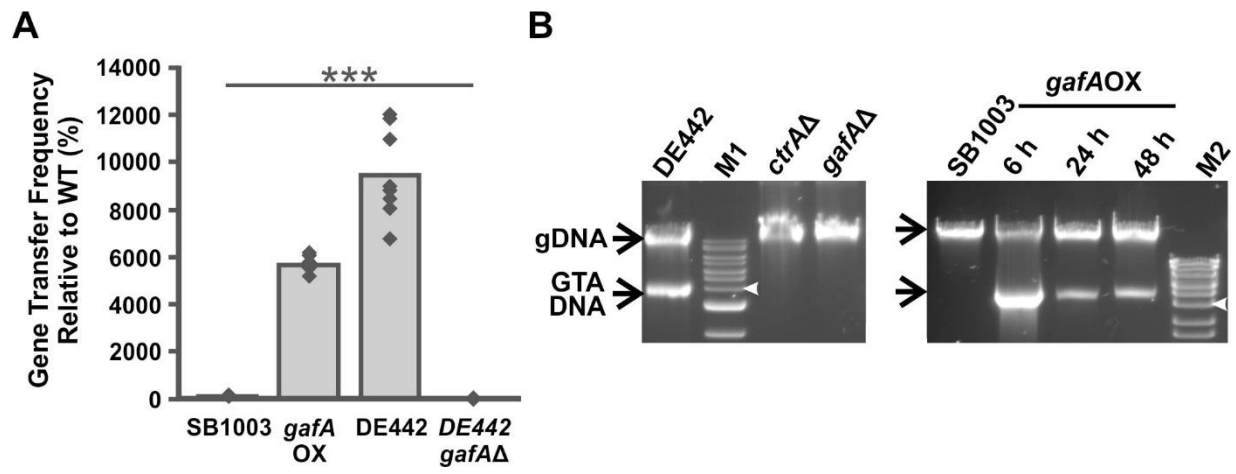 A
Gene Transfer Frequency
Relative to WT (%)
14000
12000
10000
8000
6000
4000
2000
0
***
SB1003
gafA
OX
DE442
DE442
gafAΔ
B
DE442
M1
ctrAΔ
gafAΔ
gDNA
GTA
DNA
gafAOX
SB1003
6 h
24 h
48 h
M2